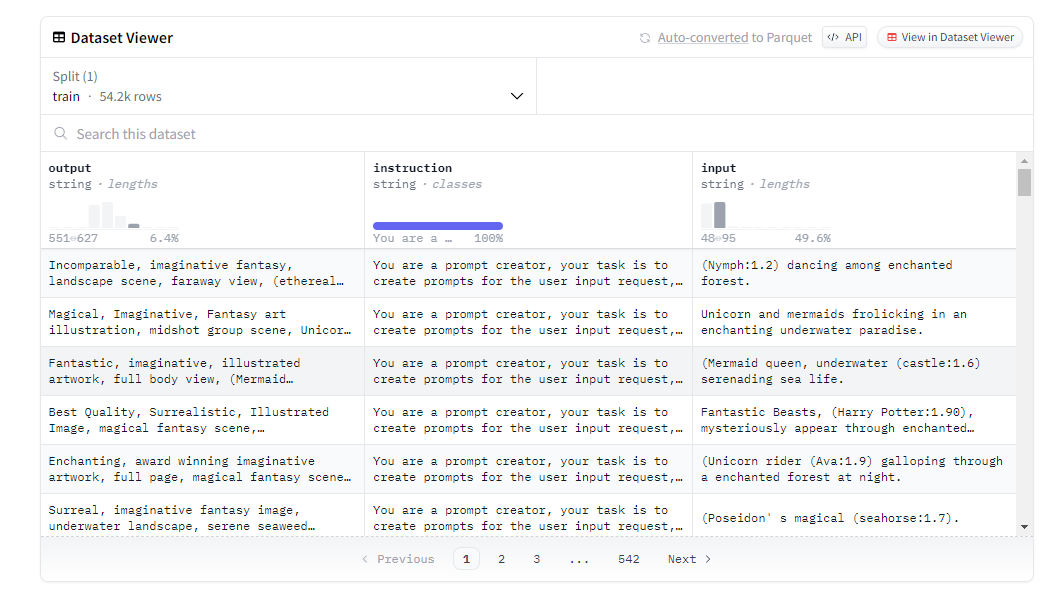 Dataset Viewer
Auto-converted to Parquet
API
View in Dataset Viewer
Split (1)
train · 54.2k rows
Search this dataset
output
string · lengths
551↔627 6.4%
instruction
string · classes
You are a … 100%
input
string · lengths
48↔95 49.6%
Incomparable, imaginative fantasy,
landscape scene, faraway view, (ethereal…
You are a prompt creator, your task is to
create prompts for the user input request,…
(Nymph:1.2) dancing among enchanted
forest.
Magical, Imaginative, Fantasy art
illustration, midshot group scene, Unicor…
You are a prompt creator, your task is to
create prompts for the user input request,…
Unicorn and mermaids frolicking in an
enchanting underwater paradise.
Fantastic, imaginative, illustrated
artwork, full body view, (Mermaid…
You are a prompt creator, your task is to
create prompts for the user input request,…
(Mermaid queen, underwater (castle:1.6)
serenading sea life.
Best Quality, Surrealistic, Illustrated
Image, magical fantasy scene,…
You are a prompt creator, your task is to
create prompts for the user input request,…
Fantastic Beasts, (Harry Potter:1.90),
mysteriously appear through enchanted…
Enchanting, award winning imaginative
artwork, full page, magical fantasy scene…
You are a prompt creator, your task is to
create prompts for the user input request,…
(Unicorn rider (Ava:1.9) galloping through
a enchanted forest at night.
Surreal, imaginative fantasy image,
underwater landscape, serene seaweed…
You are a prompt creator, your task is to
create prompts for the user input request,…
(Poseidon' s magical (seahorse:1.7).
< Previous 1 2 3 ... 542 Next >